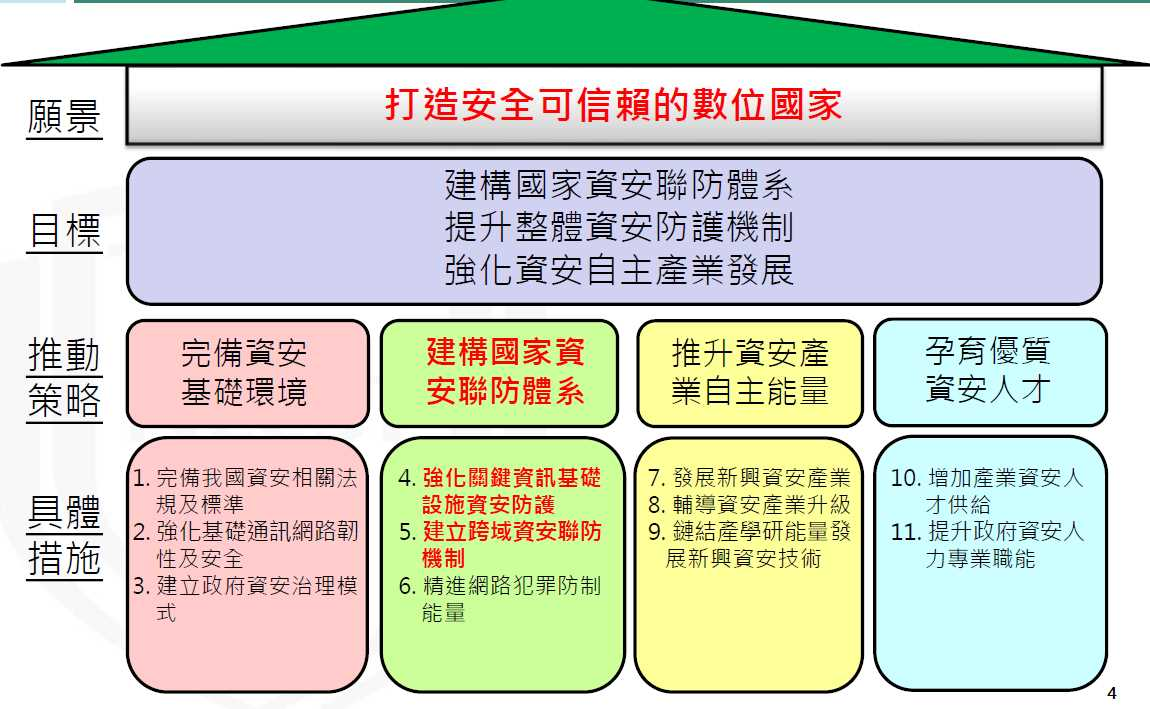 願景
打造安全可信賴的數位國家
目標
建構國家資安聯防體系
提升整體資安防護機制
強化資安自主產業發展
推動
策略
完備資安
基礎環境
建構國家資
安聯防體系
推升資安產
業自主能量
孕育優質
資安人才
具體
措施
1. 完備我國資安相關法
規及標準
2. 強化基礎通訊網路韌
性及安全
3. 建立政府資安治理模
式
4. 強化關鍵資訊基礎
設施資安防護
5. 建立跨域資安聯防
機制
6. 精進網路犯罪防制
能量
7. 發展新興資安產業
8. 輔導資安產業升級
9. 鏈結產學研能量發
展新興資安技術
10. 增加產業資安人
才供給
11. 提升政府資安人
力專業職能
4